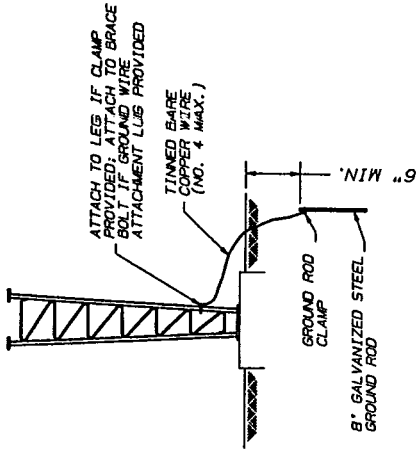 ATTACH TO LEG IF CLAMP
PROVIDED; ATTACH TO BRACE
BOLT IF GROUND WIRE
ATTACHMENT LUG PROVIDED
TINNED BARE
COPPER WIRE
(NO. 4 MAX.)
6" MIN.
GROUND ROD
CLAMP
8' GALVANIZED STEEL
GROUND ROD